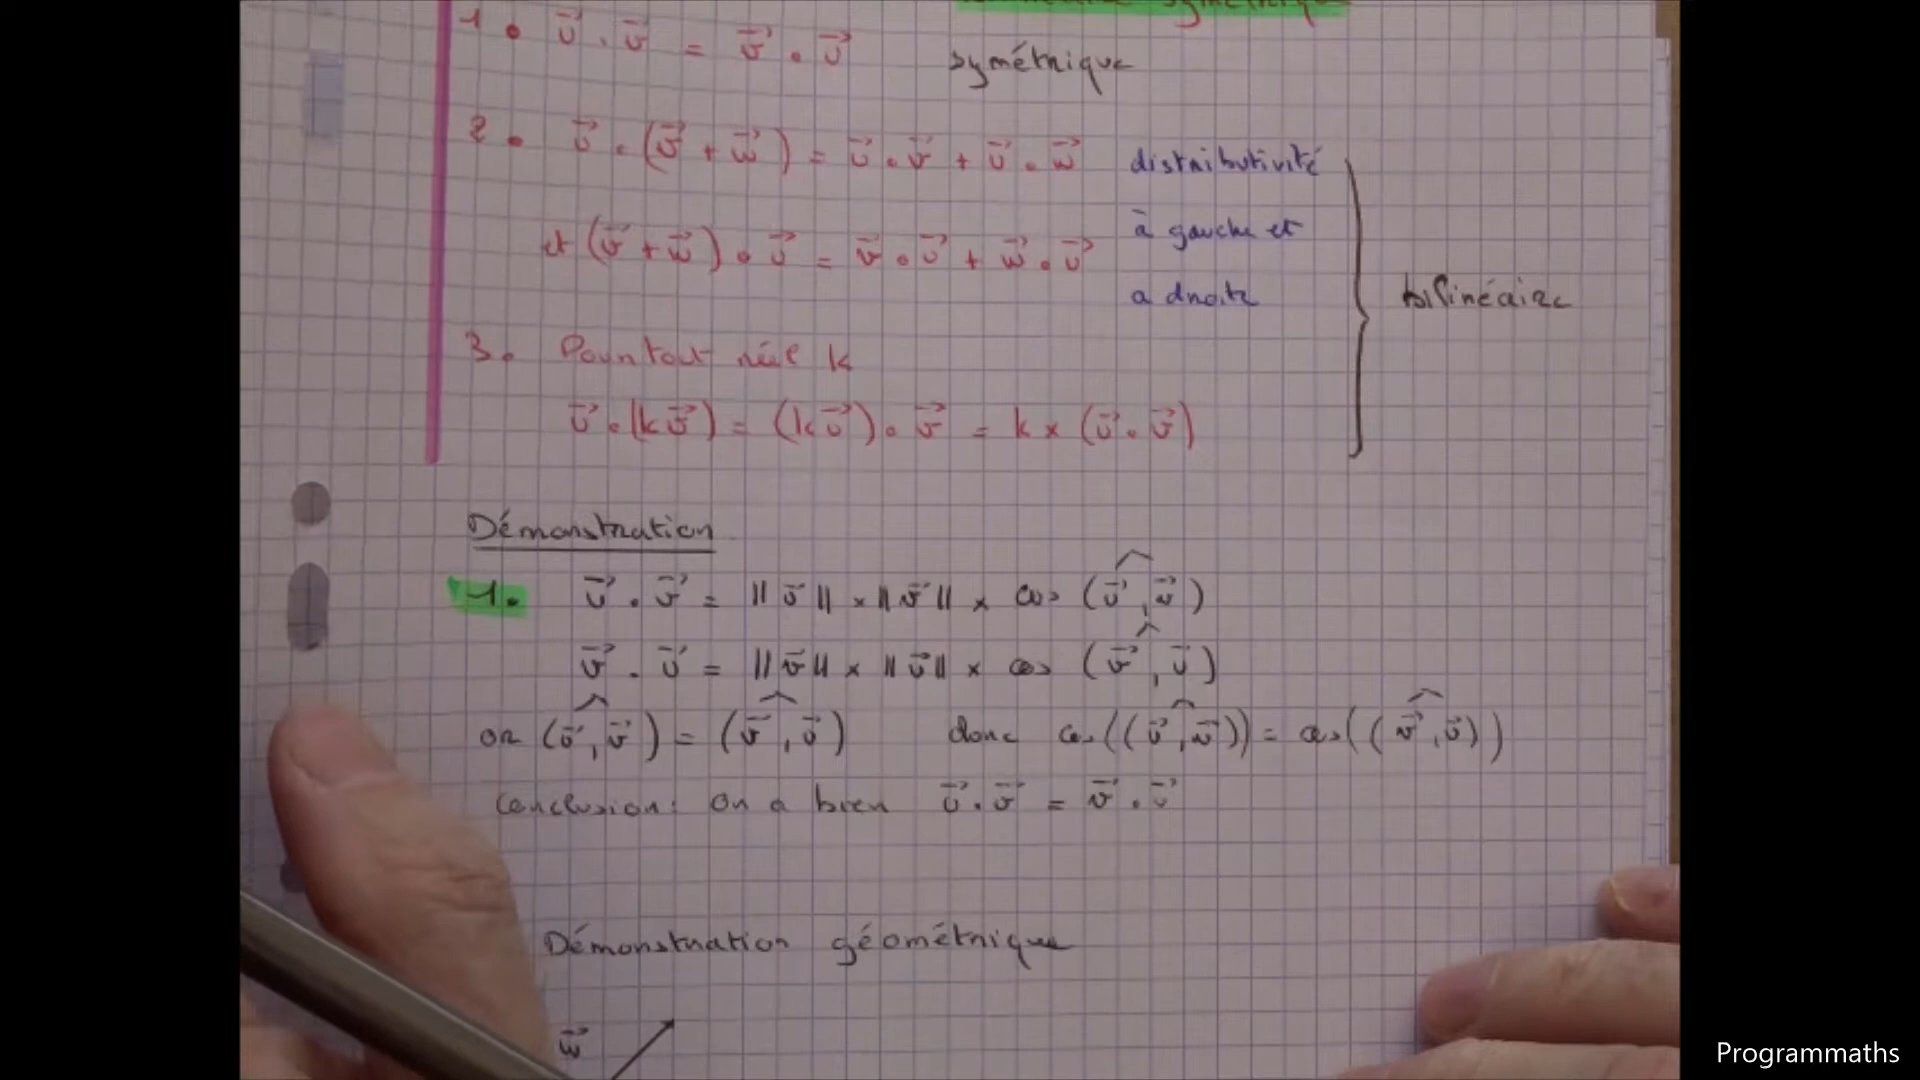 symétrique
1. u⃗ . v⃗ = v⃗ . u⃗ symétrique
2. u⃗ . (v⃗ + w⃗) = u⃗ . v⃗ + u⃗ . w⃗ distributivité
et (v⃗ + w⃗) . u⃗ = v⃗ . u⃗ + w⃗ . u⃗ à gauche et
a droite
bilinéaire
3. Pour tout réel k
u⃗ . (k v⃗) = (k u⃗) . v⃗ = k × (u⃗ . v⃗)
Démonstration
1. u⃗ . v⃗ = ||u⃗|| × ||v⃗|| × cos (u⃗ , v⃗)
v⃗ . u⃗ = ||v⃗|| × ||u⃗|| × cos (v⃗ , u⃗)
or (u⃗ , v⃗) = (v⃗ , u⃗) donc cos((u⃗ , v⃗)) = cos((v⃗ , u⃗))
Conclusion: On a bien u⃗ . v⃗ = v⃗ . u⃗
Démonstration géométrique
w⃗
Programmaths